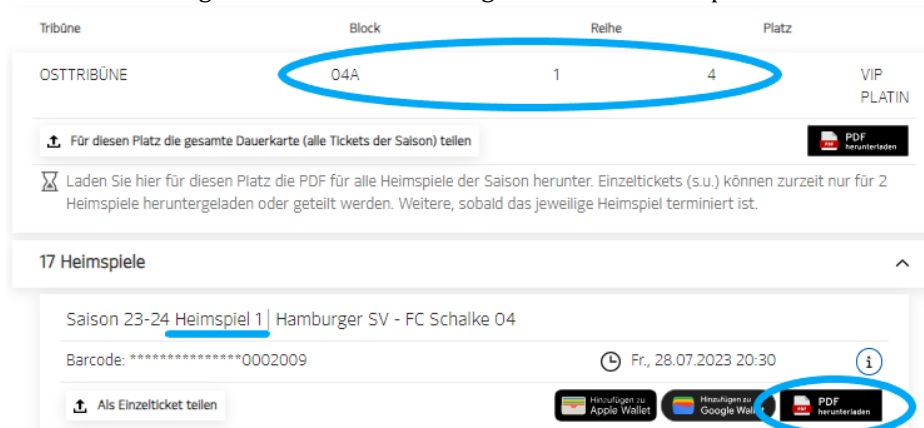 Tribüne Block Reihe Platz
OSTTRIBÜNE 04A 1 4 VIP
PLATIN
Für diesen Platz die gesamte Dauerkarte (alle Tickets der Saison) teilen
PDF
herunterladen
Laden Sie hier für diesen Platz die PDF für alle Heimspiele der Saison herunter. Einzeltickets (s.u.) können zurzeit nur für 2
Heimspiele heruntergeladen oder geteilt werden. Weitere, sobald das jeweilige Heimspiel terminiert ist.
17 Heimspiele
Saison 23-24 Heimspiel 1 | Hamburger SV - FC Schalke 04
Barcode: ***************0002009 Fr., 28.07.2023 20:30 i
Als Einzelticket teilen
Hinzufügen zu
Apple Wallet
Hinzufügen zu
Google Wallet
PDF
herunterladen